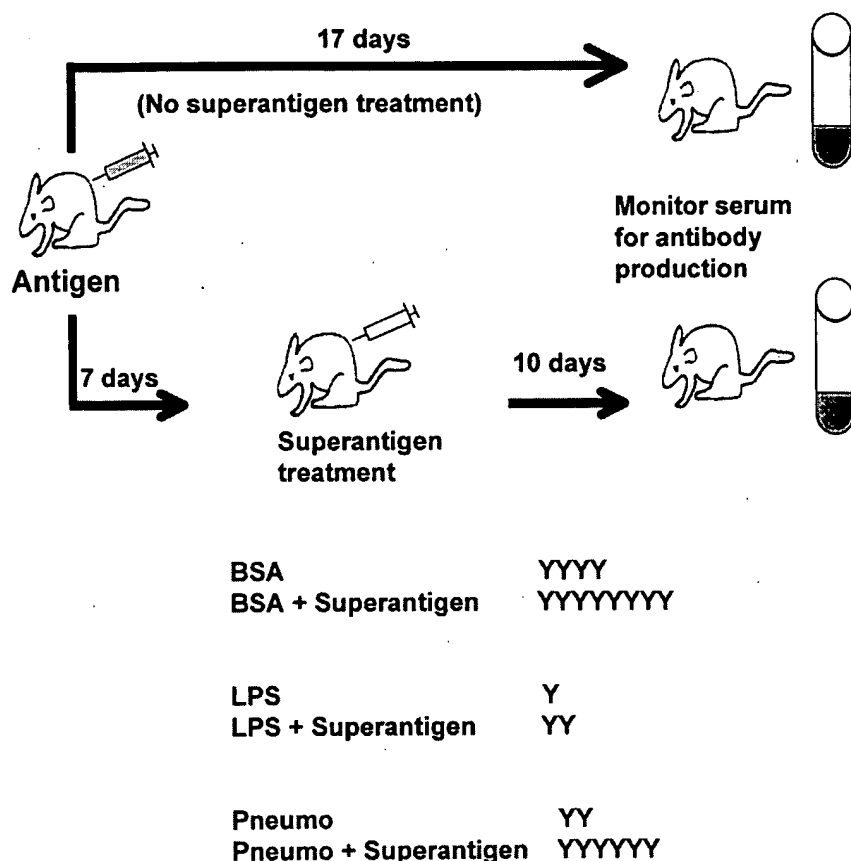 17 days
(No superantigen treatment)
Antigen
Monitor serum
for antibody
production
7 days
10 days
Superantigen
treatment
BSA YYYY
BSA + Superantigen YYYYYYYY
LPS Y
LPS + Superantigen YY
Pneumo YY
Pneumo + Superantigen YYYYYY